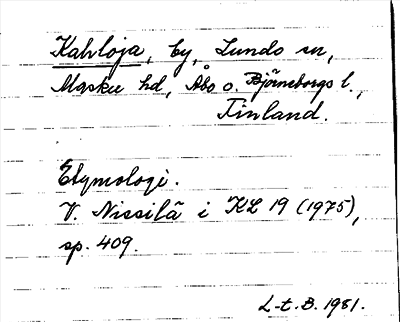 Kahloja, by, Lundo sn,
Masku hd, Åbo o. Björneborgs l.,
Finland.
Etymologi.
V. Nissilä i KL 19 (1975),
sp. 409.
L-t. B. 1981.